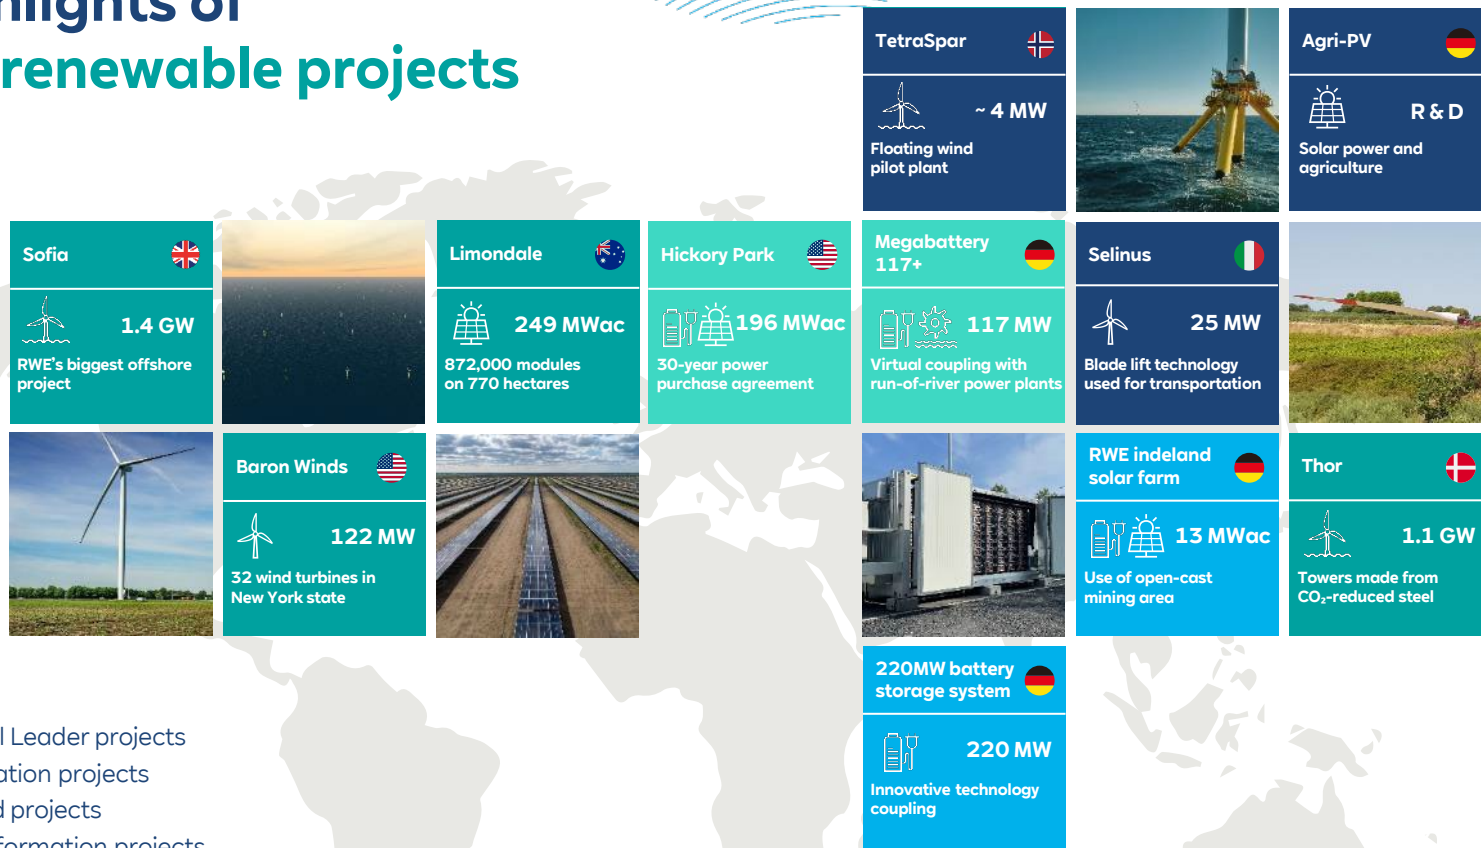 of
renewable projects
TetraSpar
~ 4 MW
Floating wind
pilot plant
Agri-PV
R & D
Solar power and
agriculture
Sofia
1.4 GW
RWE's biggest offshore
project
Limondale
249 MWac
872,000 modules
on 770 hectares
Hickory Park
196 MWac
30-year power
purchase agreement
Megabattery
117+
117 MW
Virtual coupling with
run-of-river power plants
Selinus
25 MW
Blade lift technology
used for transportation
Baron Winds
122 MW
32 wind turbines in
New York state
RWE indeland
solar farm
13 MWac
Use of open-cast
mining area
Thor
1.1 GW
Towers made from
CO₂-reduced steel
220MW battery
storage system
220 MW
Innovative technology
coupling
l Leader projects
ation projects
d projects
formation projects